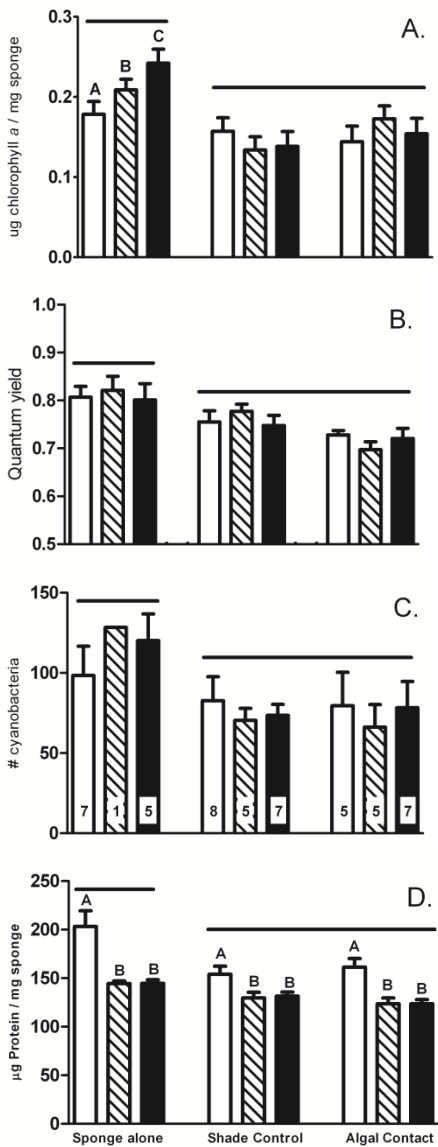 A.
ug chlorophyll a / mg sponge
0.3
0.2
0.1
0.0
A B C
B.
Quantum yield
1.0
0.9
0.8
0.7
0.6
0.5
C.
# cyanobacteria
150
100
50
0
7 1 5 8 5 7 5 5 7
D.
µg Protein / mg sponge
250
200
150
100
50
0
A B B A B B A B B
Sponge alone Shade Control Algal Contact